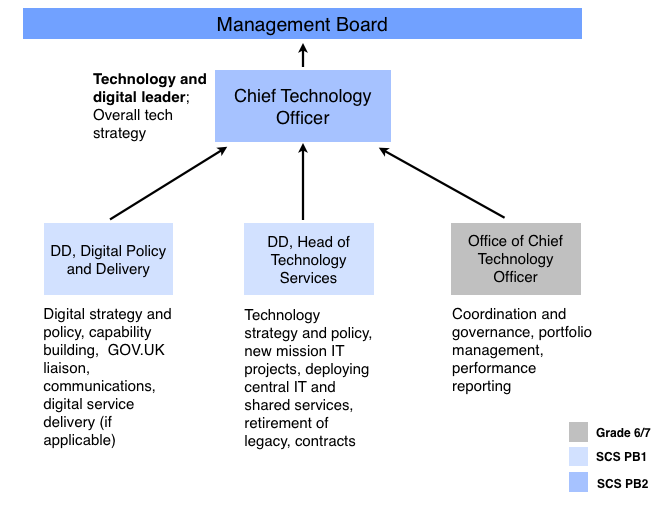 Management Board
Technology and
digital leader;
Overall tech
strategy
Chief Technology
Officer
DD, Digital Policy
and Delivery
DD, Head of
Technology
Services
Office of Chief
Technology
Officer
Digital strategy and
policy, capability
building,  GOV.UK
liaison,
communications,
digital service
delivery (if
applicable)
Technology
strategy and policy,
new mission IT
projects, deploying
central IT and
shared services,
retirement of
legacy, contracts
Coordination and
governance, portfolio
management,
performance
reporting
Grade 6/7
SCS PB1
SCS PB2